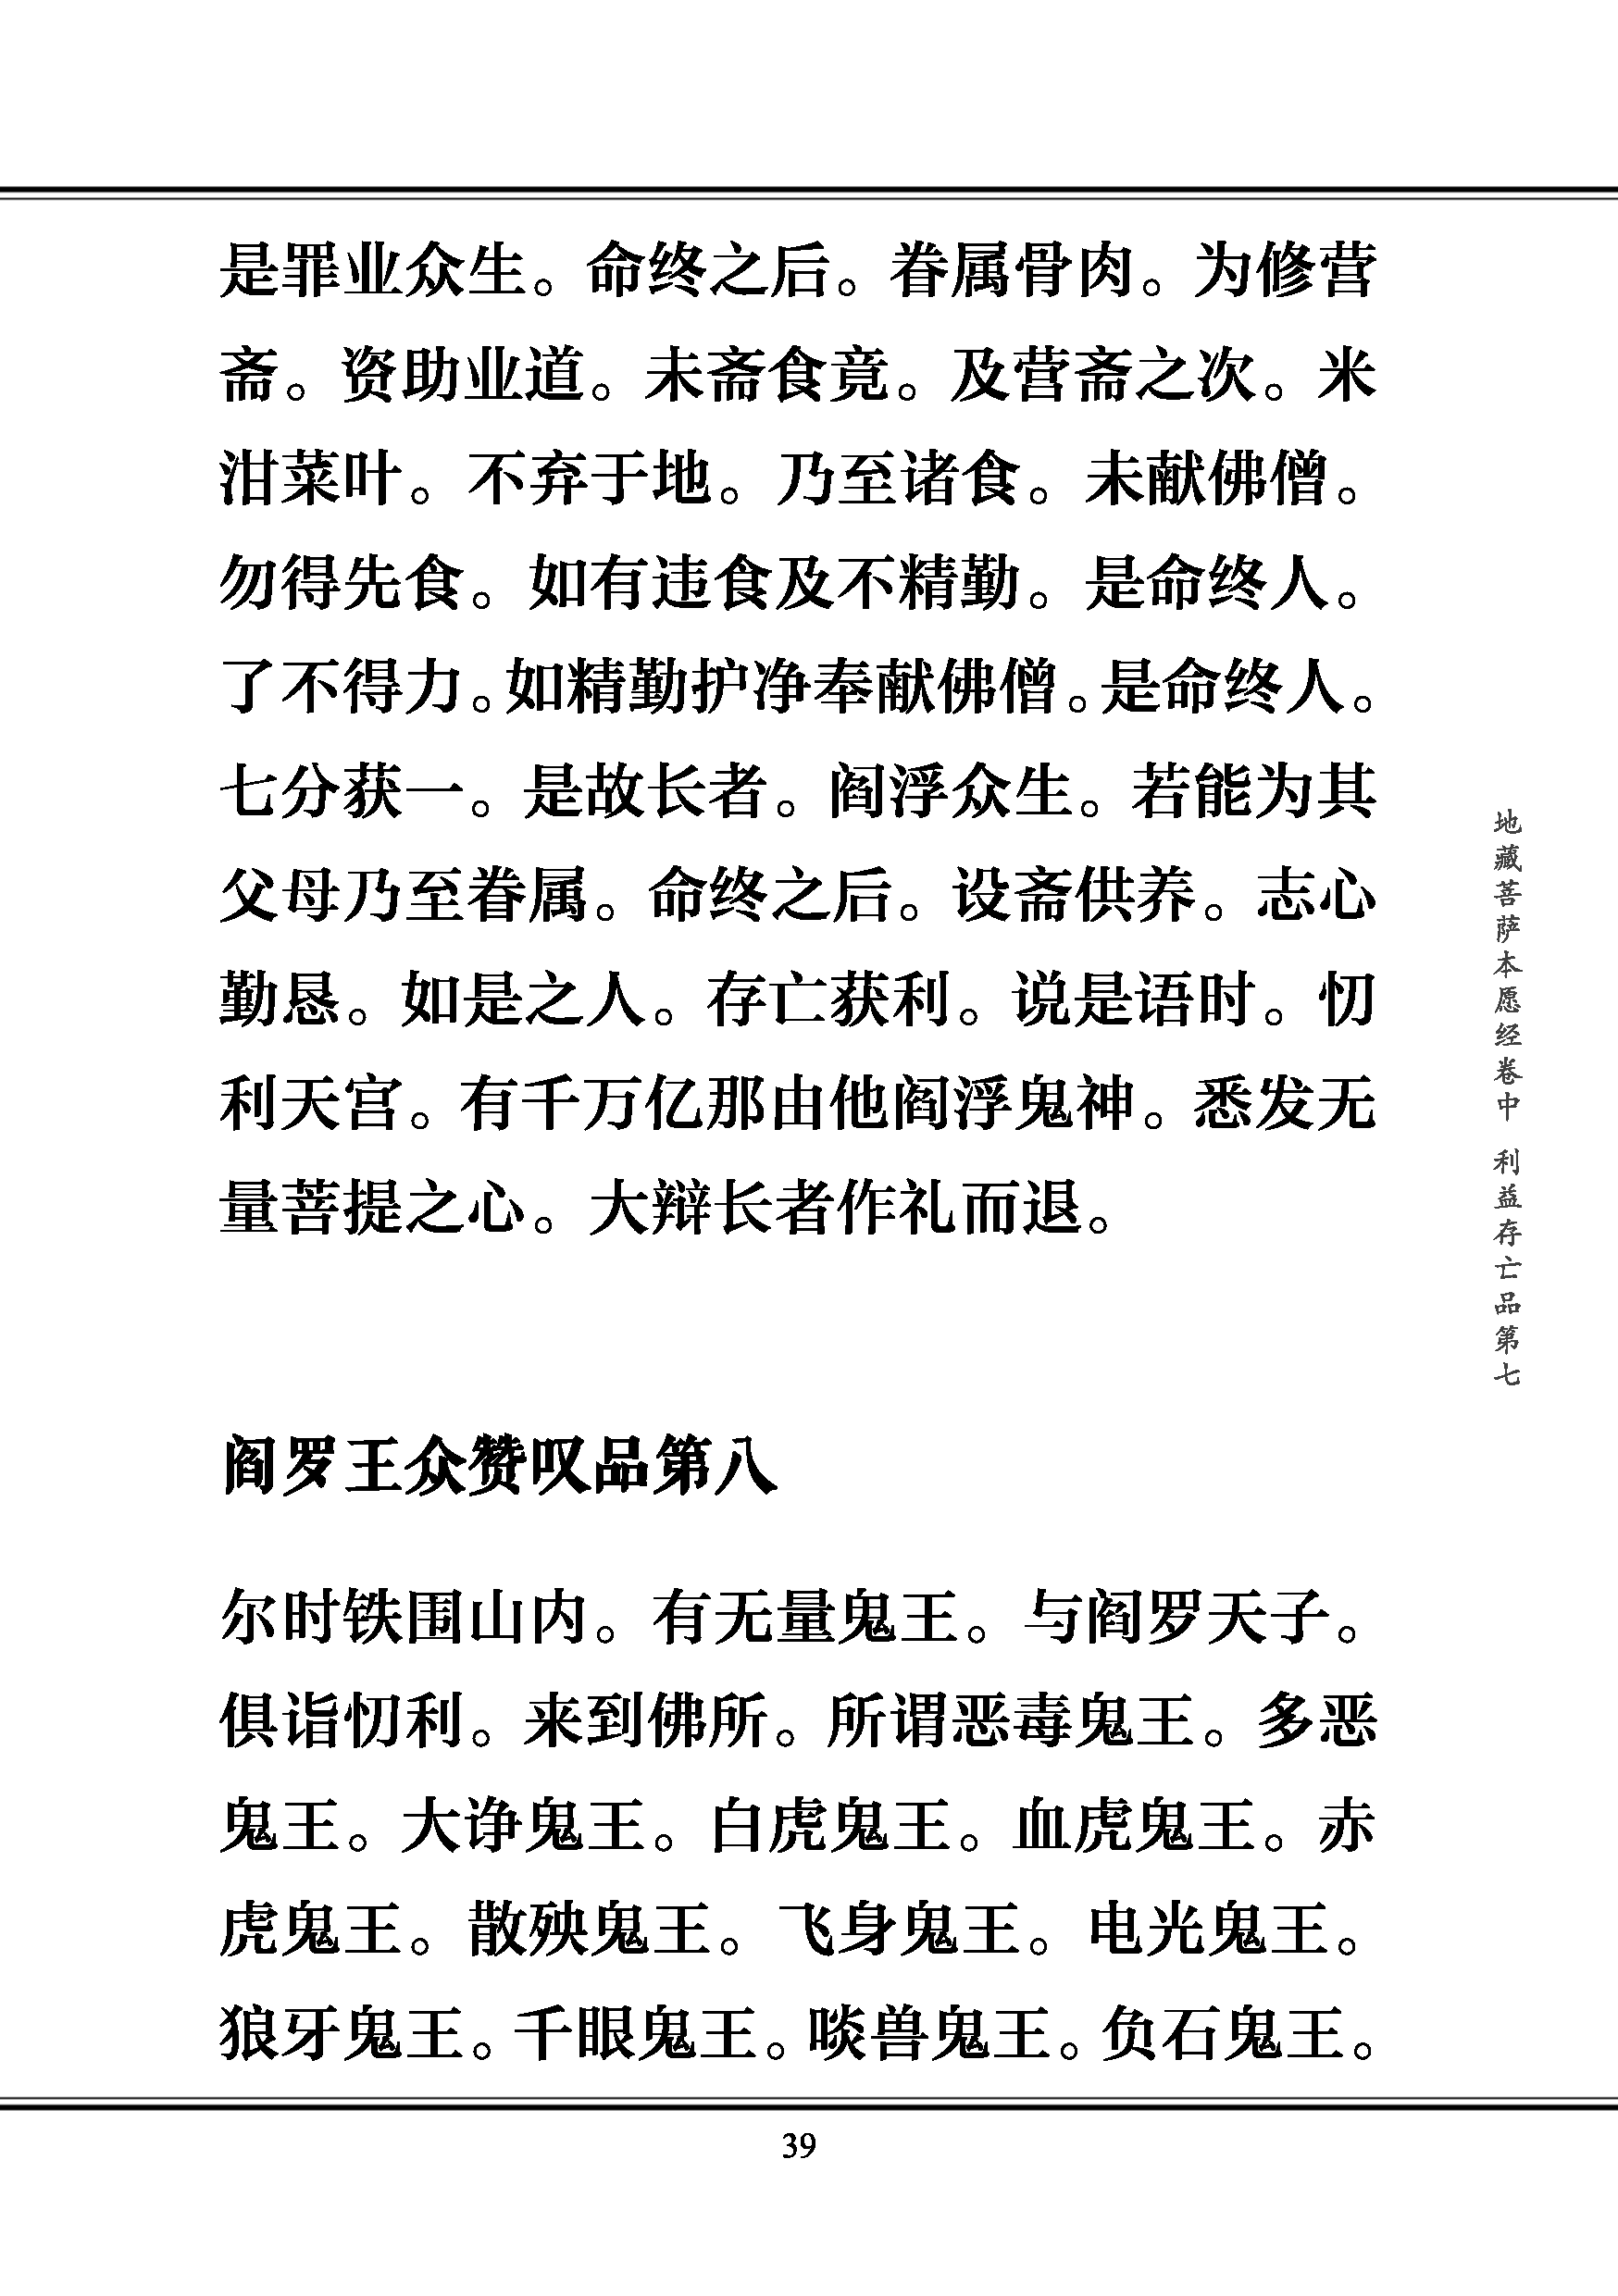 是罪业众生。命终之后。眷属骨肉。为修营
斋。资助业道。未斋食竟。及营斋之次。米
泔菜叶。不弃于地。乃至诸食。未献佛僧。
勿得先食。如有违食及不精勤。是命终人。
了不得力。如精勤护净奉献佛僧。是命终人。
七分获一。是故长者。阎浮众生。若能为其
父母乃至眷属。命终之后。设斋供养。志心
勤恳。如是之人。存亡获利。说是语时。忉
利天宫。有千万亿那由他阎浮鬼神。悉发无
量菩提之心。大辩长者作礼而退。
阎罗王众赞叹品第八
尔时铁围山内。有无量鬼王。与阎罗天子。
俱诣忉利。来到佛所。所谓恶毒鬼王。多恶
鬼王。大诤鬼王。白虎鬼王。血虎鬼王。赤
虎鬼王。散殃鬼王。飞身鬼王。电光鬼王。
狼牙鬼王。千眼鬼王。啖兽鬼王。负石鬼王。
地藏菩萨本愿经卷中 利益存亡品第七
39